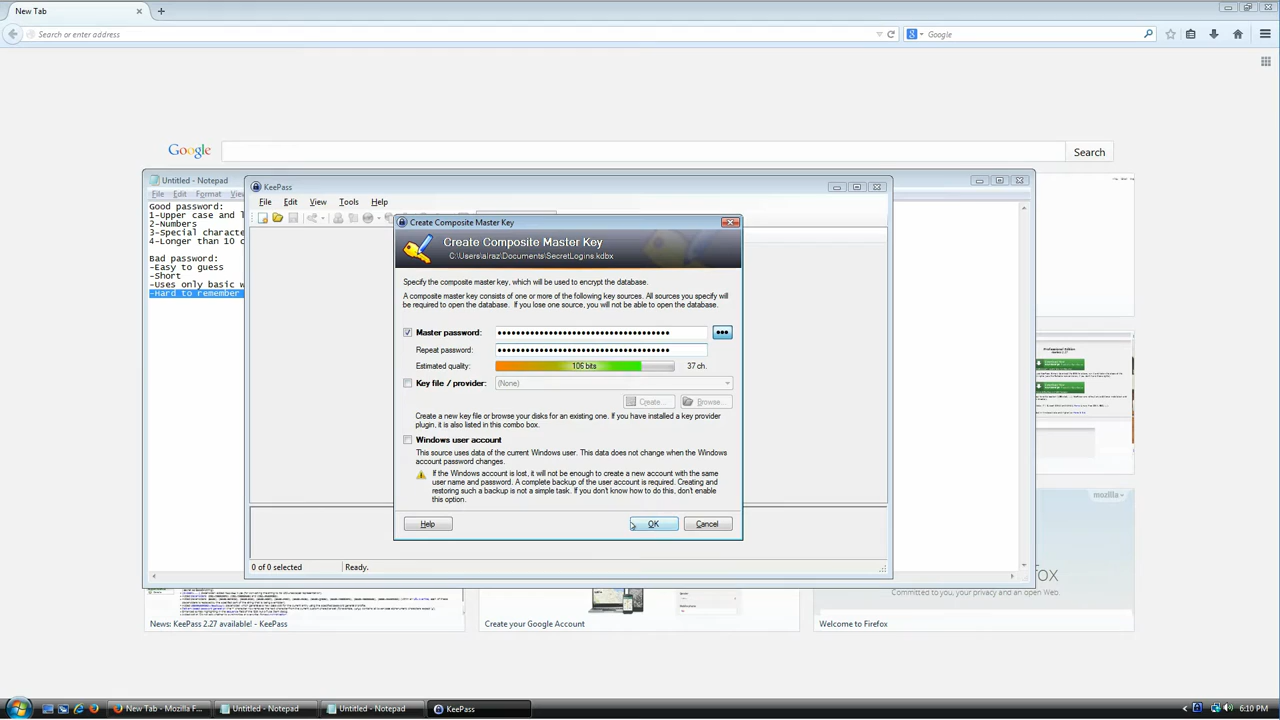 New Tab
Search or enter address
Google
Google
Search
Untitled - Notepad
File Edit Format
Good password:
1-Upper case and l
2-Numbers
3-Special characte
4-Longer than 10 c
Bad password:
-Easy to guess
-Short
-Uses only basic w
-Hard to remember
KeePass
File Edit View Tools Help
Create Composite Master Key
Create Composite Master Key
C:\Users\airaz\Documents\SecretLogins.kdbx
Specify the composite master key, which will be used to encrypt the database.
A composite master key consists of one or more of the following key sources. All sources you specify will
be required to open the database. If you lose one source, you will not be able to open the database.
Master password:
Repeat password:
Estimated quality: 106 bits 37 ch.
Key file / provider: (None)
Create... Browse...
Create a new key file or browse your disks for an existing one. If you have installed a key provider
plugin, it is also listed in this combo box.
Windows user account
This source uses data of the current Windows user. This data does not change when the Windows
account password changes.
If the Windows account is lost, it will not be enough to create a new account with the same
user name and password. A complete backup of the user account is required. Creating and
restoring such a backup is not a simple task. If you don't know how to do this, don't enable
this option.
Help OK Cancel
0 of 0 selected Ready.
mozilla
committed to you, your privacy and an open Web.
News: KeePass 2.27 available! - KeePass
Create your Google Account
Welcome to Firefox
New Tab - Mozilla F...
Untitled - Notepad
Untitled - Notepad
KeePass
6:10 PM